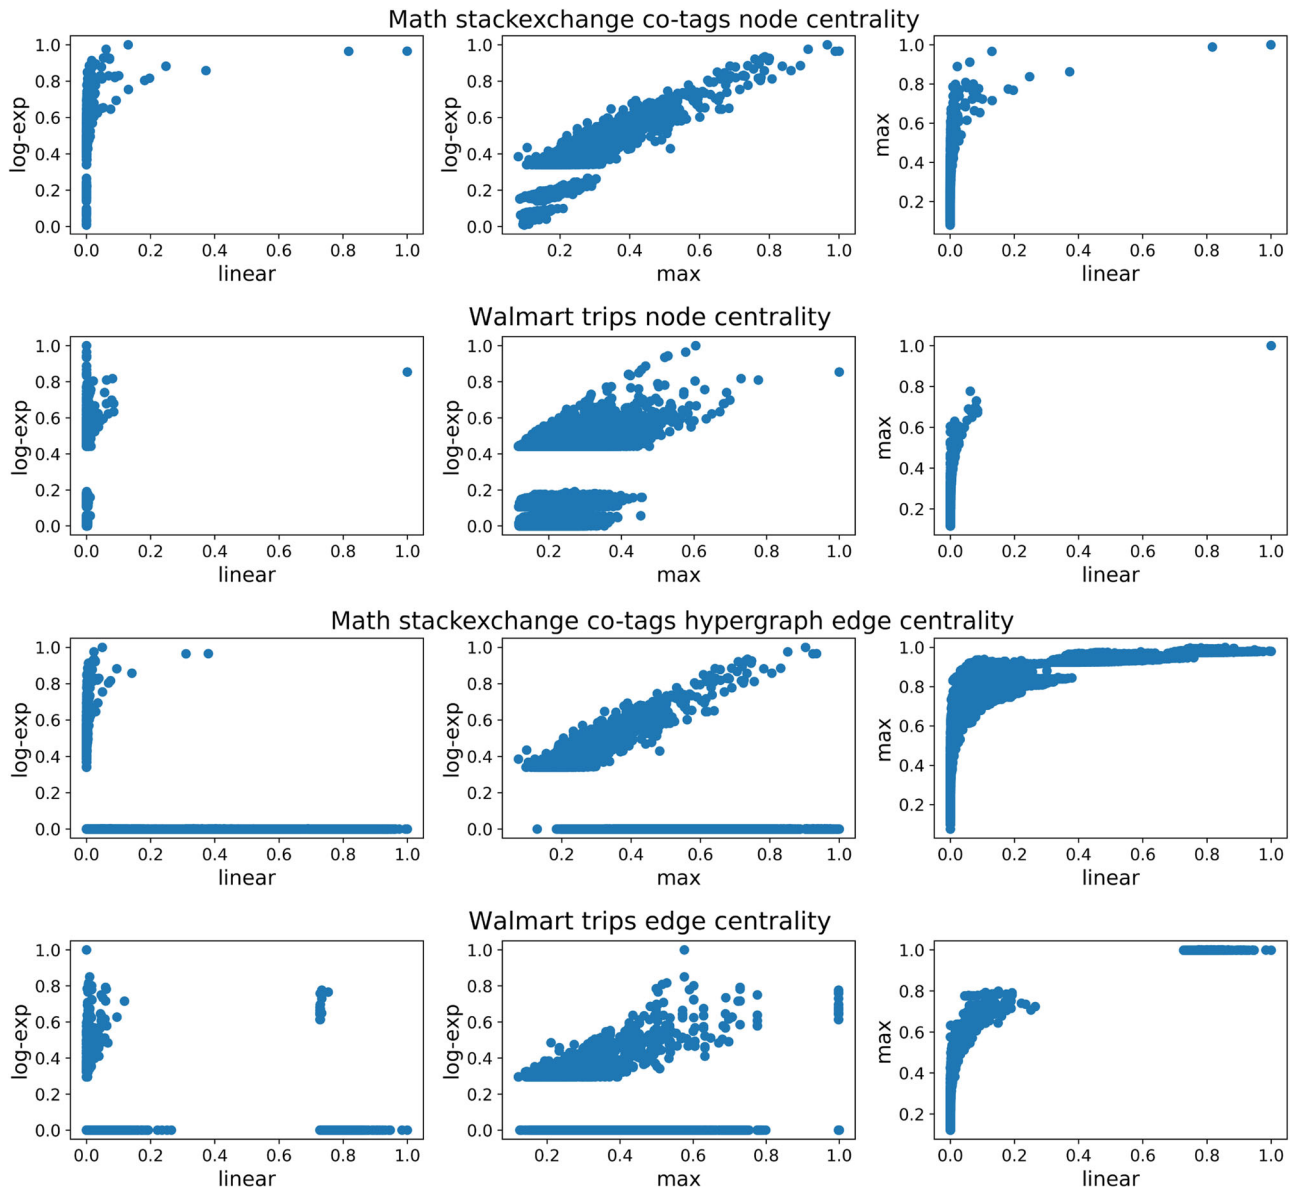 Math stackexchange co-tags node centrality
1.0 0.8 0.6 0.4 0.2 0.0
log-exp
0.0 0.2 0.4 0.6 0.8 1.0
linear
1.0 0.8 0.6 0.4 0.2 0.0
log-exp
0.2 0.4 0.6 0.8 1.0
max
1.0 0.8 0.6 0.4 0.2
max
0.0 0.2 0.4 0.6 0.8 1.0
linear
Walmart trips node centrality
1.0 0.8 0.6 0.4 0.2 0.0
log-exp
0.0 0.2 0.4 0.6 0.8 1.0
linear
1.0 0.8 0.6 0.4 0.2 0.0
log-exp
0.2 0.4 0.6 0.8 1.0
max
1.0 0.8 0.6 0.4 0.2
max
0.0 0.2 0.4 0.6 0.8 1.0
linear
Math stackexchange co-tags hypergraph edge centrality
1.0 0.8 0.6 0.4 0.2 0.0
log-exp
0.0 0.2 0.4 0.6 0.8 1.0
linear
1.0 0.8 0.6 0.4 0.2 0.0
log-exp
0.2 0.4 0.6 0.8 1.0
max
1.0 0.8 0.6 0.4 0.2
max
0.0 0.2 0.4 0.6 0.8 1.0
linear
Walmart trips edge centrality
1.0 0.8 0.6 0.4 0.2 0.0
log-exp
0.0 0.2 0.4 0.6 0.8 1.0
linear
1.0 0.8 0.6 0.4 0.2 0.0
log-exp
0.2 0.4 0.6 0.8 1.0
max
1.0 0.8 0.6 0.4 0.2
max
0.0 0.2 0.4 0.6 0.8 1.0
linear